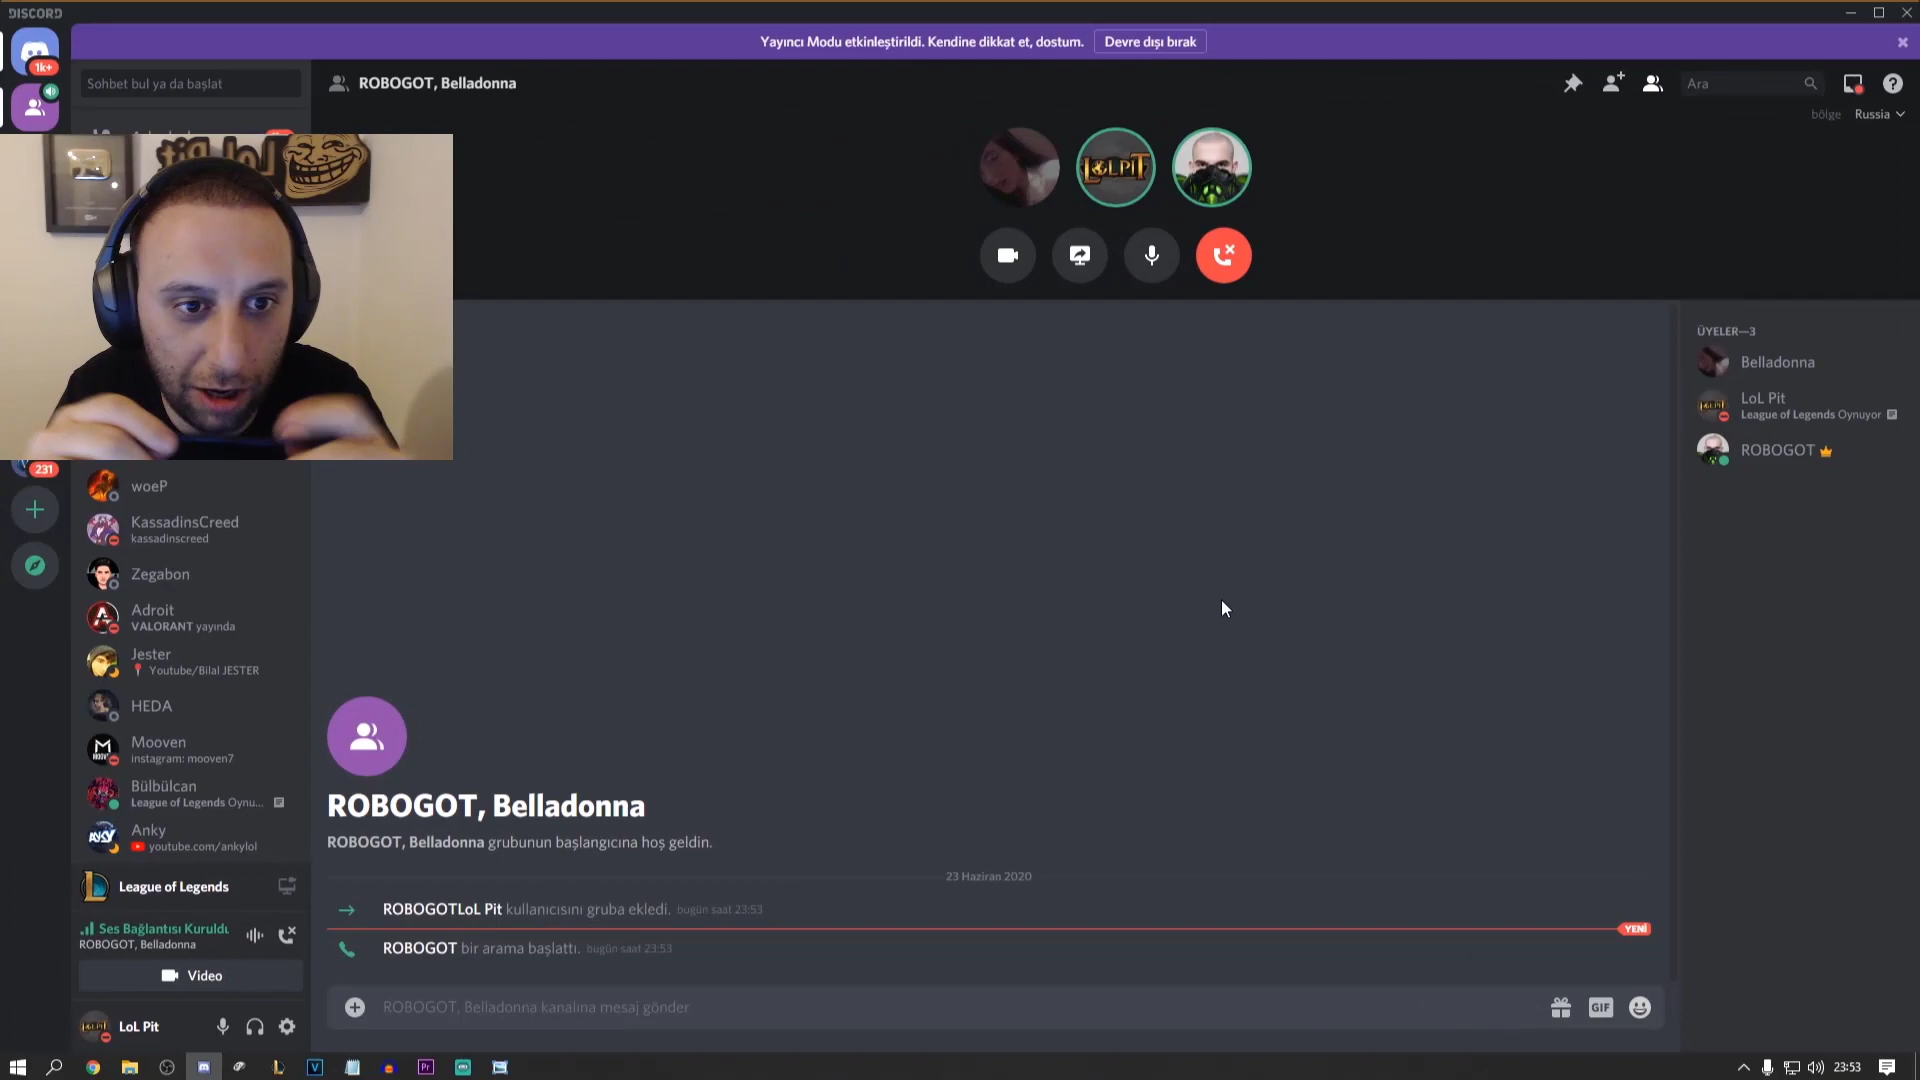 DISCORD
Yayıncı Modu etkinleştirildi. Kendine dikkat et, dostum.
Devre dışı bırak
1k+
Sohbet bul ya da başlat
ROBOGOT, Belladonna
Ara
bölge Russia
LOLPIT
ÜYELER—3
Belladonna
LoL Pit
League of Legends Oynuyor
ROBOGOT
231
woeP
KassadinsCreed
kassadinscreed
Zegabon
Adroit
VALORANT yayında
Jester
Youtube/Bilal JESTER
HEDA
Mooven
instagram: mooven7
Bülbülcan
League of Legends Oynu...
Anky
youtube.com/ankylol
League of Legends
Ses Bağlantısı Kuruldu
ROBOGOT, Belladonna
Video
LoL Pit
ROBOGOT, Belladonna
ROBOGOT, Belladonna grubunun başlangıcına hoş geldin.
23 Haziran 2020
ROBOGOTLoL Pit kullanıcısını gruba ekledi. bugün saat 23:53
YENİ
ROBOGOT bir arama başlattı. bugün saat 23:53
ROBOGOT, Belladonna kanalına mesaj gönder
GIF
23:53